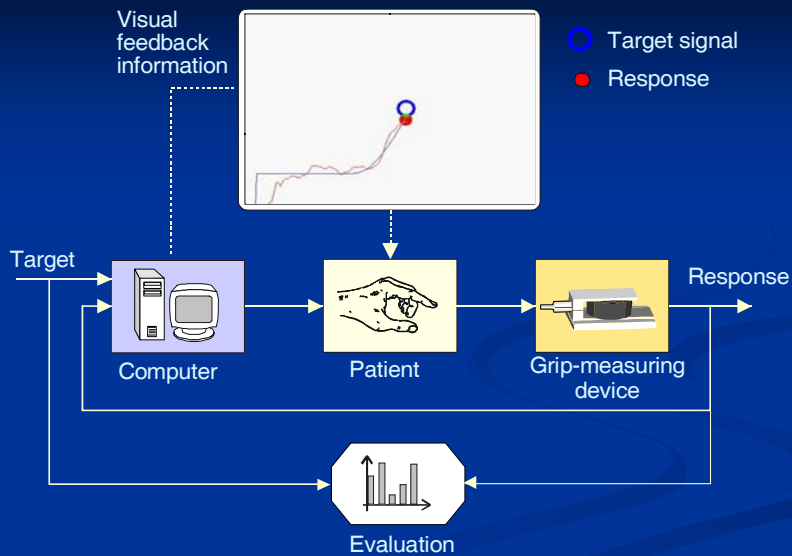 Visual
feedback
information
Target signal
Response
Target
Response
Computer
Patient
Grip-measuring
device
Evaluation